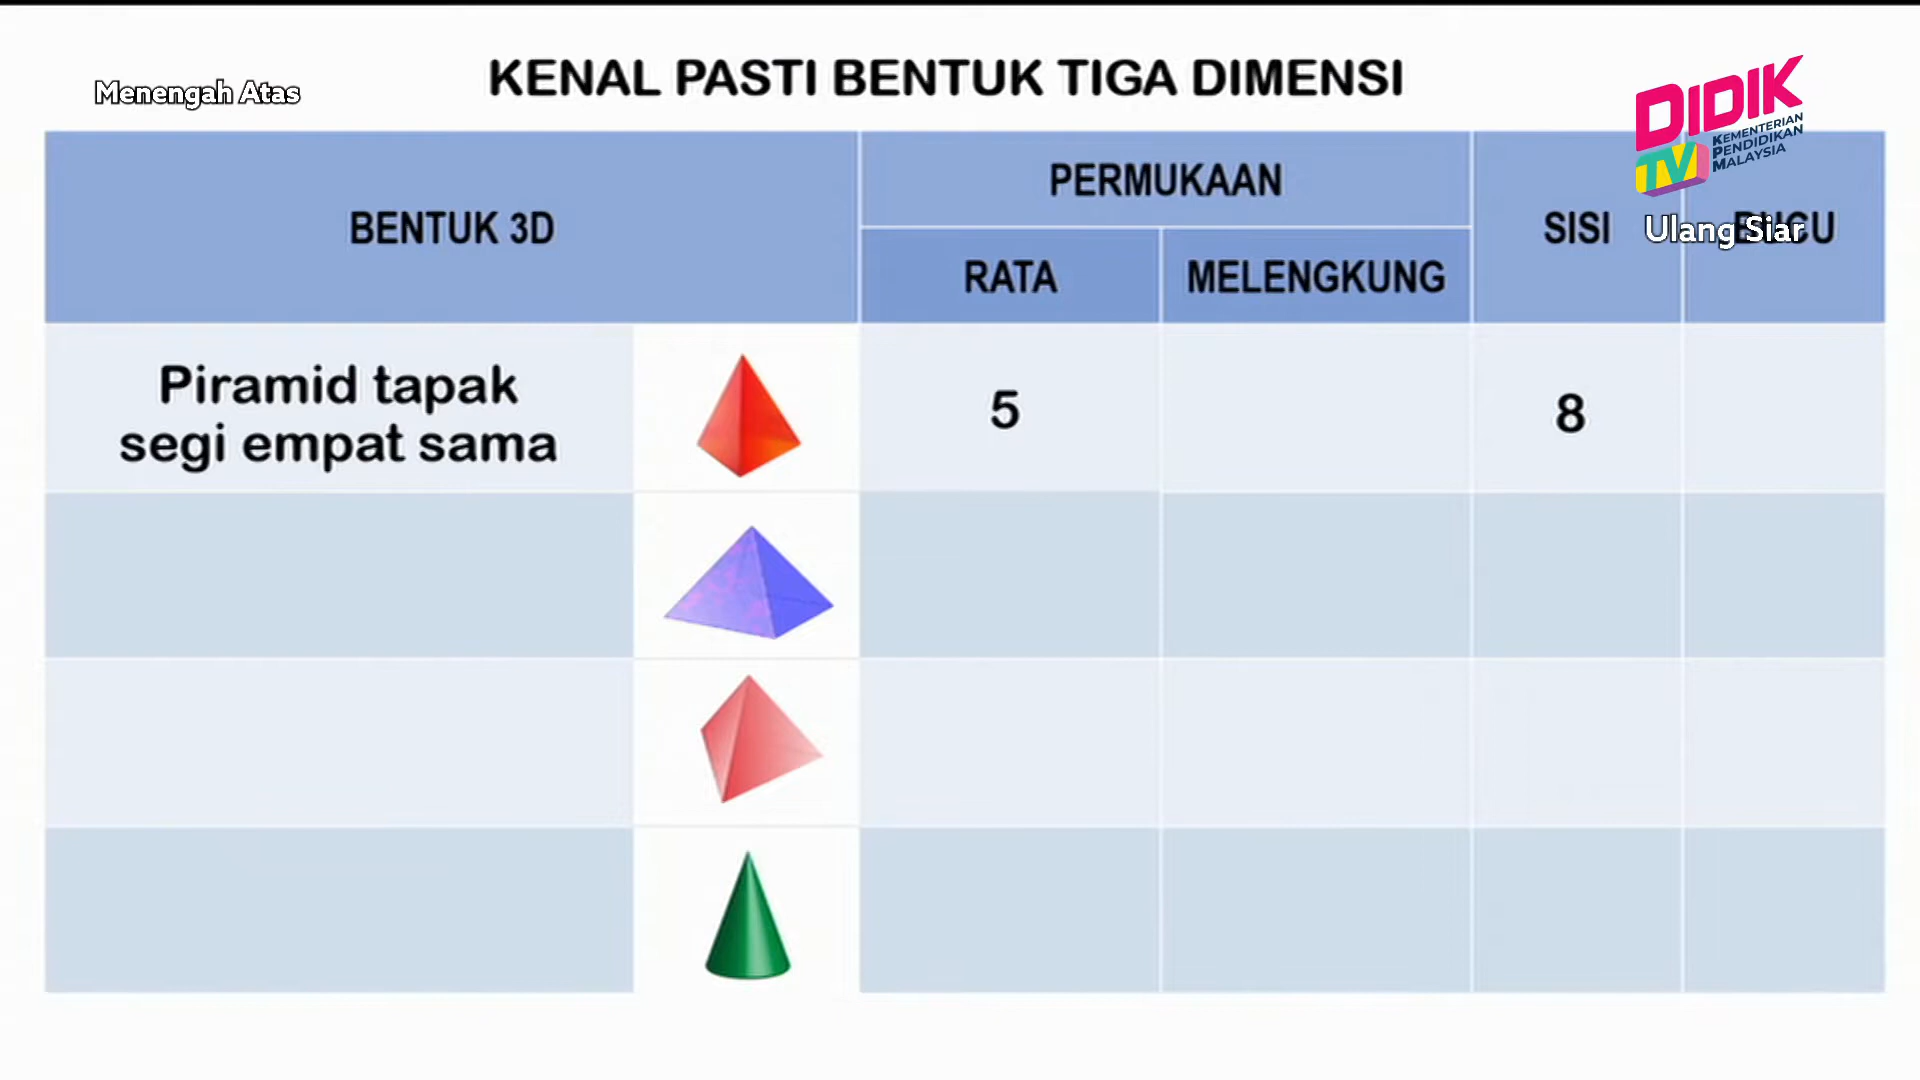 Menengah Atas
KENAL PASTI BENTUK TIGA DIMENSI
DIDIK
TV
KEMENTERIAN
PENDIDIKAN
MALAYSIA
BENTUK 3D
PERMUKAAN
SISI
Ulang Siar
RATA
MELENGKUNG
Piramid tapak
segi empat sama
5
8